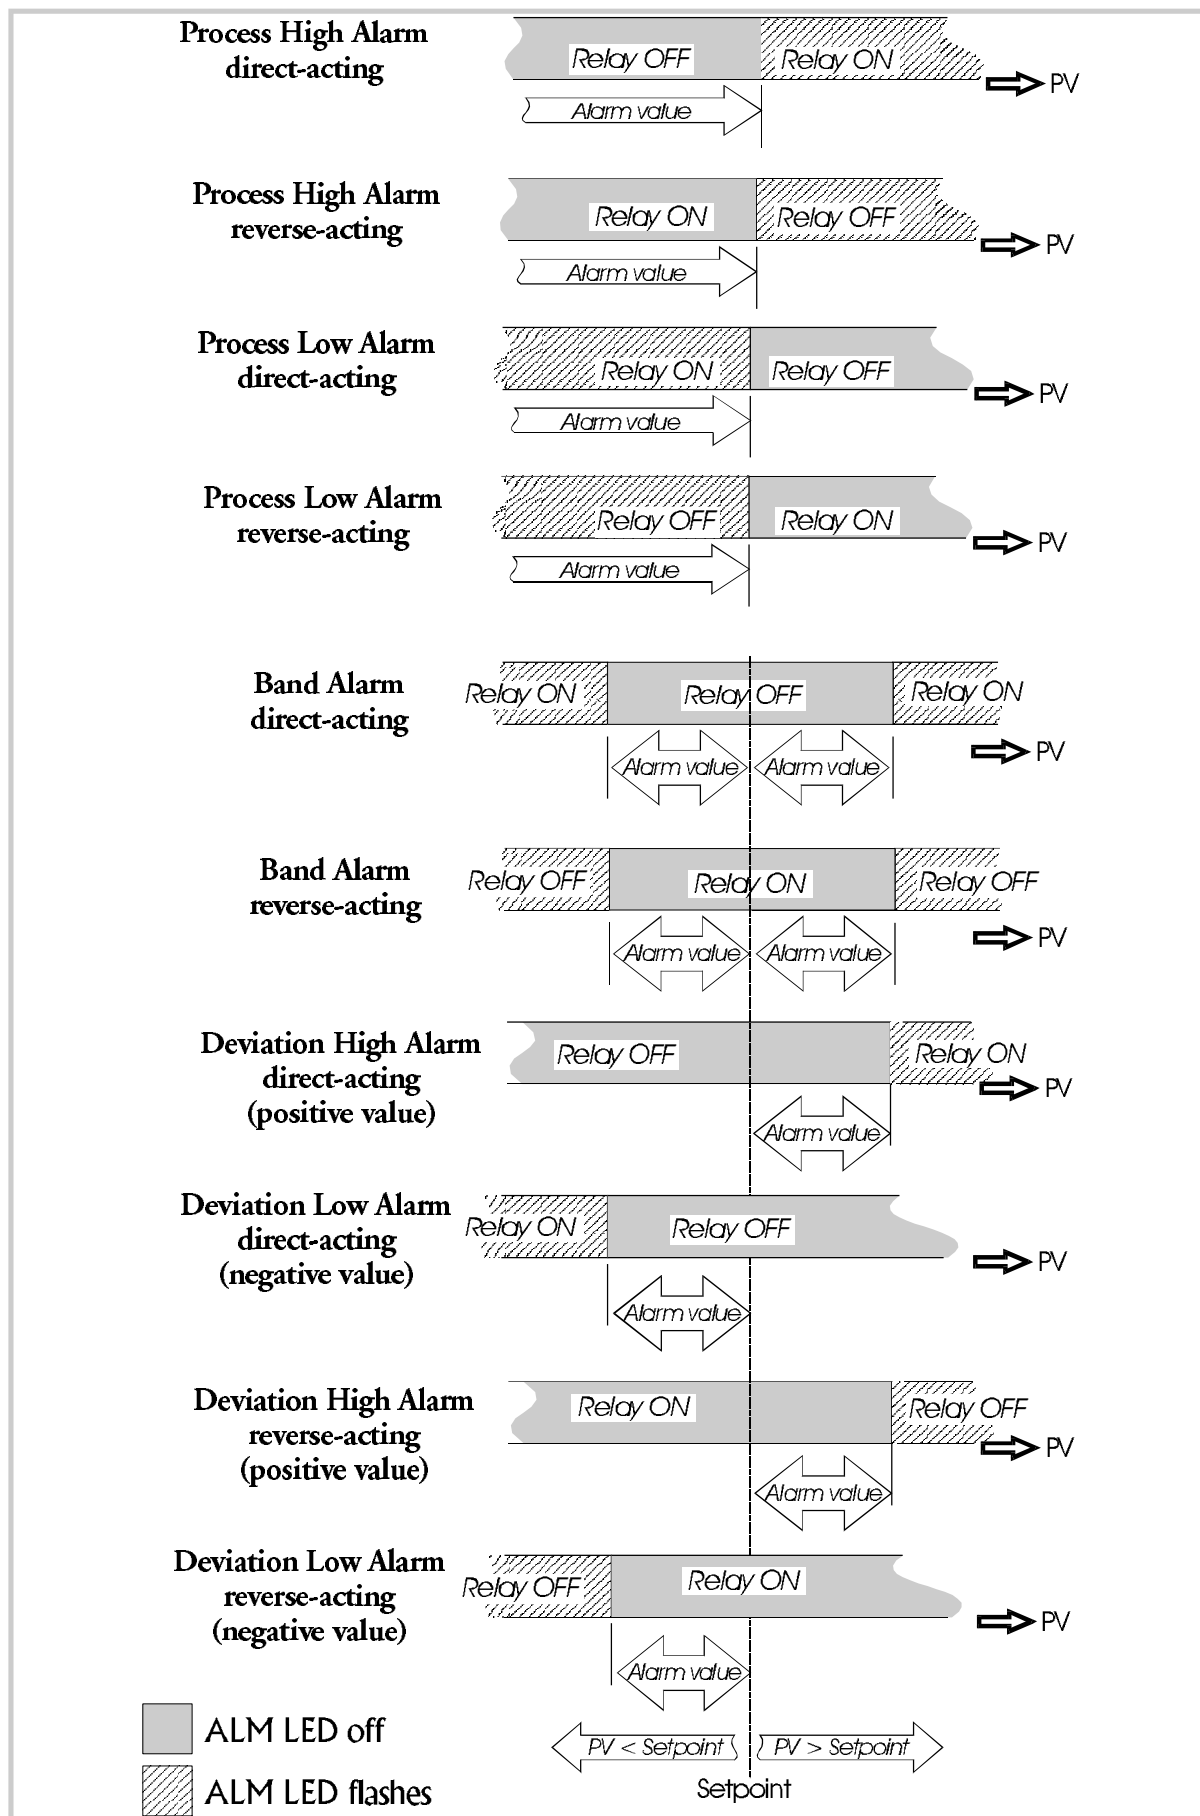 Process High Alarm
direct-acting
Relay OFF
Relay ON
PV
Alarm value
Process High Alarm
reverse-acting
Relay ON
Relay OFF
PV
Alarm value
Process Low Alarm
direct-acting
Relay ON
Relay OFF
PV
Alarm value
Process Low Alarm
reverse-acting
Relay OFF
Relay ON
PV
Alarm value
Band Alarm
direct-acting
Relay ON
Relay OFF
Relay ON
PV
Alarm value
Alarm value
Band Alarm
reverse-acting
Relay OFF
Relay ON
Relay OFF
PV
Alarm value
Alarm value
Deviation High Alarm
direct-acting
(positive value)
Relay OFF
Relay ON
PV
Alarm value
Deviation Low Alarm
direct-acting
(negative value)
Relay ON
Relay OFF
PV
Alarm value
Deviation High Alarm
reverse-acting
(positive value)
Relay ON
Relay OFF
PV
Alarm value
Deviation Low Alarm
reverse-acting
(negative value)
Relay OFF
Relay ON
PV
Alarm value
ALM LED off
PV < Setpoint
PV > Setpoint
Setpoint
ALM LED flashes